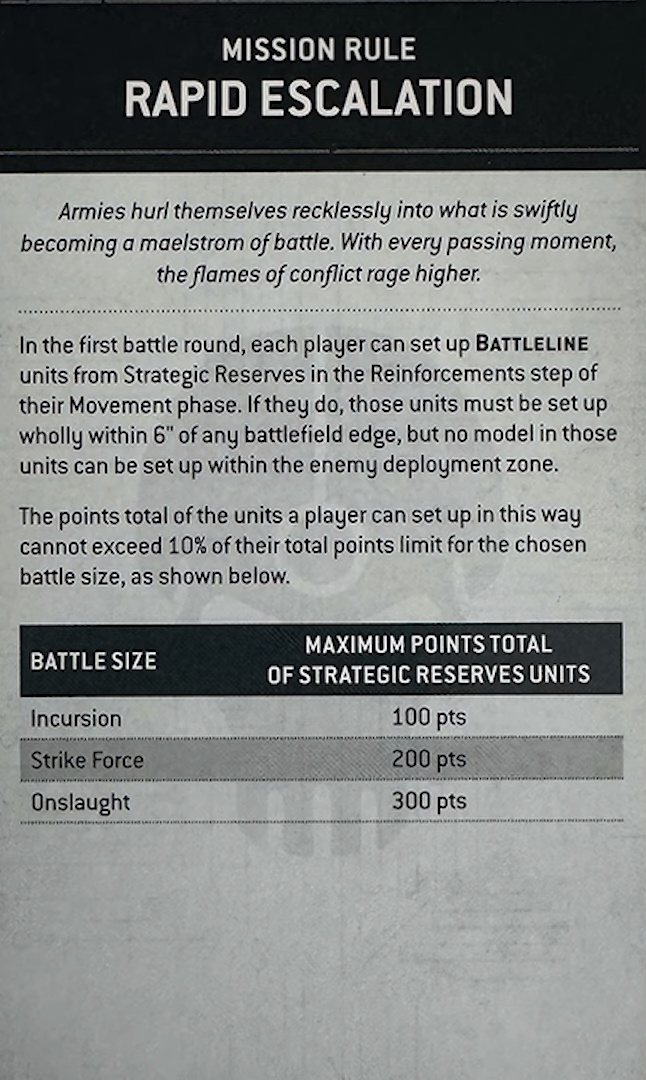 MISSION RULE
RAPID ESCALATION
Armies hurl themselves recklessly into what is swiftly
becoming a maelstrom of battle. With every passing moment,
the flames of conflict rage higher.
In the first battle round, each player can set up BATTLELINE
units from Strategic Reserves in the Reinforcements step of
their Movement phase. If they do, those units must be set up
wholly within 6" of any battlefield edge, but no model in those
units can be set up within the enemy deployment zone.
The points total of the units a player can set up in this way
cannot exceed 10% of their total points limit for the chosen
battle size, as shown below.
BATTLE SIZE MAXIMUM POINTS TOTAL
OF STRATEGIC RESERVES UNITS
Incursion 100 pts
Strike Force 200 pts
Onslaught 300 pts